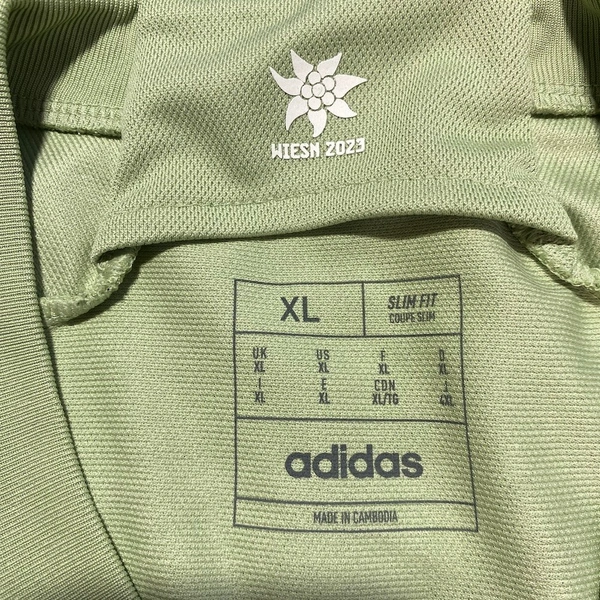 WIESN 2023
XL
SLIM FIT
COUPE SLIM
UK US F D
XL XL XL XL
I E CDN J
XL XL XL/TG 4XL
adidas
MADE IN CAMBODIA